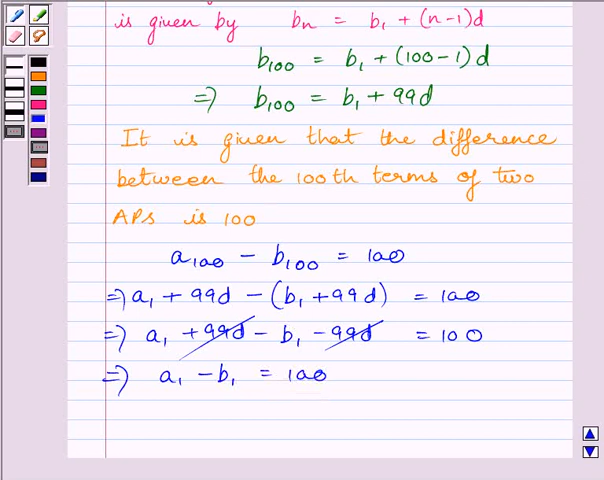 is given by bn = b1 + (n-1)d
b100 = b1 + (100-1)d
=) b100 = b1 + 99d
It is given that the difference
between the 100th terms of two
APs is 100
a100 - b100 = 100
=) a1 + 99d - (b1 + 99d) = 100
=) a1 + 99d - b1 - 99d = 100
=) a1 - b1 = 100